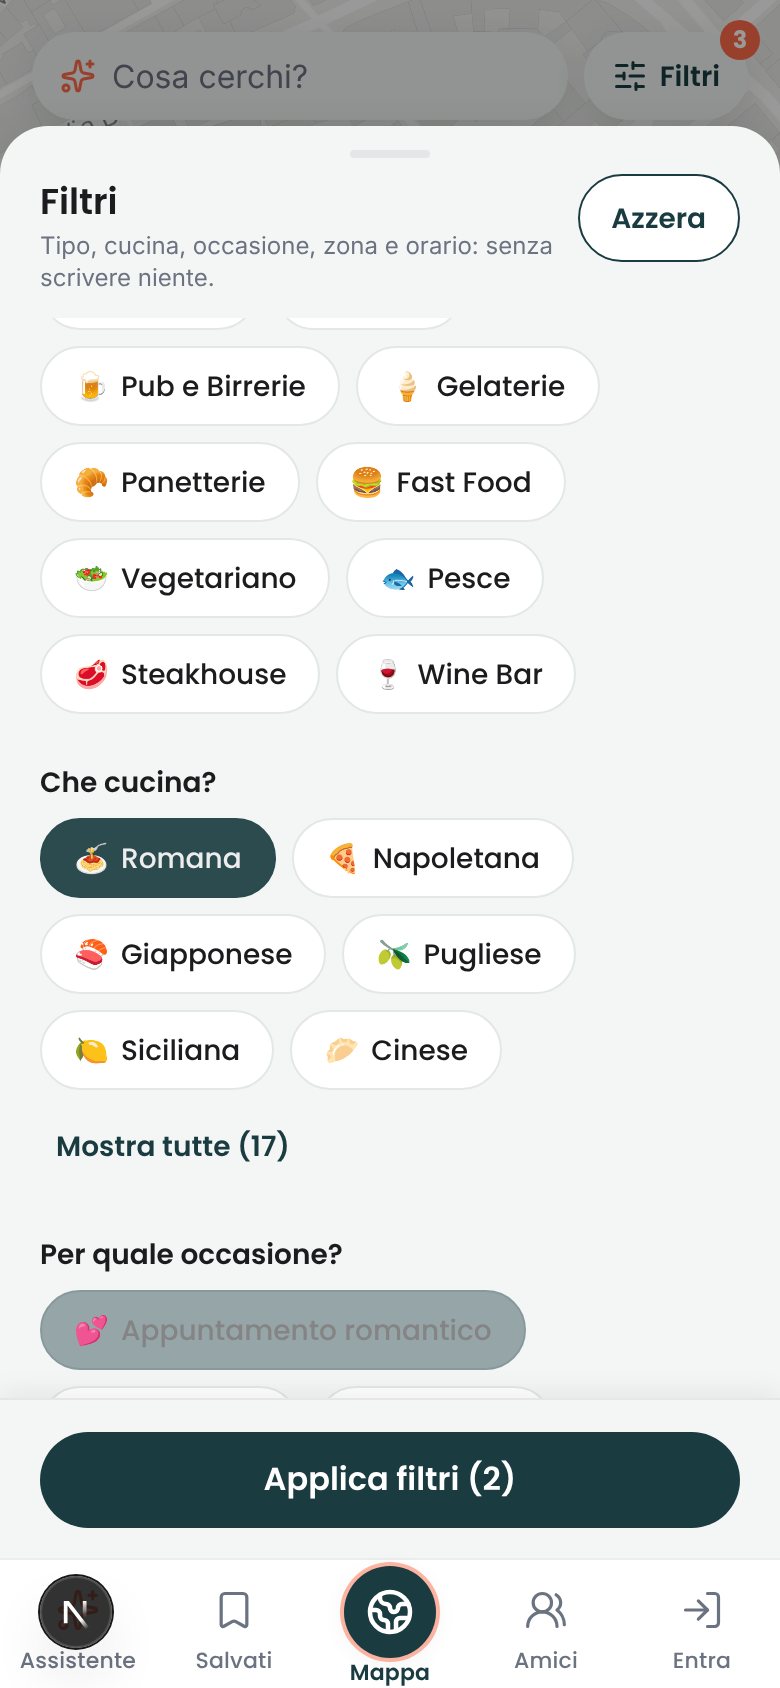 Cosa cerchi?
Filtri
3
Filtri
Azzera
Tipo, cucina, occasione, zona e orario: senza
scrivere niente.
Pub e Birrerie
Gelaterie
Panetterie
Fast Food
Vegetariano
Pesce
Steakhouse
Wine Bar
Che cucina?
Romana
Napoletana
Giapponese
Pugliese
Siciliana
Cinese
Mostra tutte (17)
Per quale occasione?
Appuntamento romantico
Applica filtri (2)
N
Assistente
Salvati
Mappa
Amici
Entra